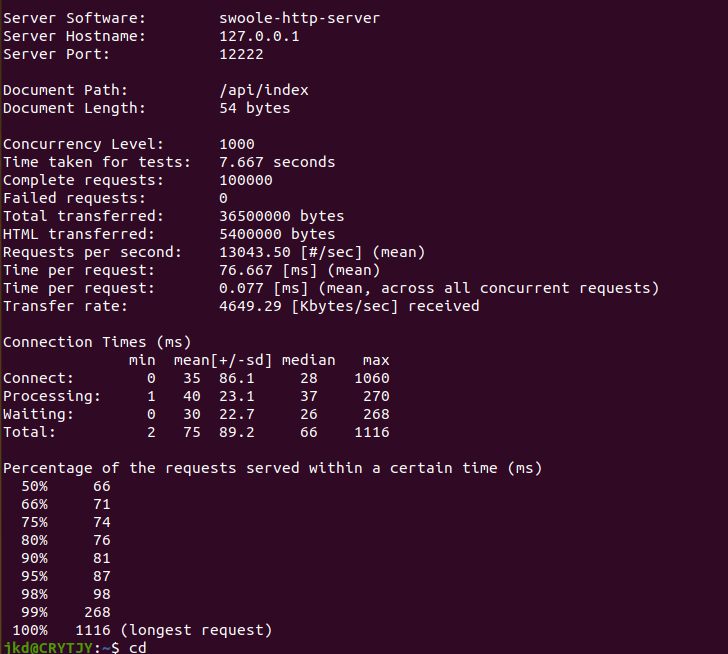 Server Software:        swoole-http-server
Server Hostname:        127.0.0.1
Server Port:            12222

Document Path:          /api/index
Document Length:        54 bytes

Concurrency Level:      1000
Time taken for tests:   7.667 seconds
Complete requests:      100000
Failed requests:        0
Total transferred:      36500000 bytes
HTML transferred:       5400000 bytes
Requests per second:    13043.50 [#/sec] (mean)
Time per request:       76.667 [ms] (mean)
Time per request:       0.077 [ms] (mean, across all concurrent requests)
Transfer rate:          4649.29 [Kbytes/sec] received

Connection Times (ms)
              min  mean[+/-sd] median   max
Connect:        0   35  86.1     28    1060
Processing:     1   40  23.1     37     270
Waiting:        0   30  22.7     26     268
Total:          2   75  89.2     66    1116

Percentage of the requests served within a certain time (ms)
  50%     66
  66%     71
  75%     74
  80%     76
  90%     81
  95%     87
  98%     98
  99%    268
 100%   1116 (longest request)
jkd@CRYTJY:~$ cd